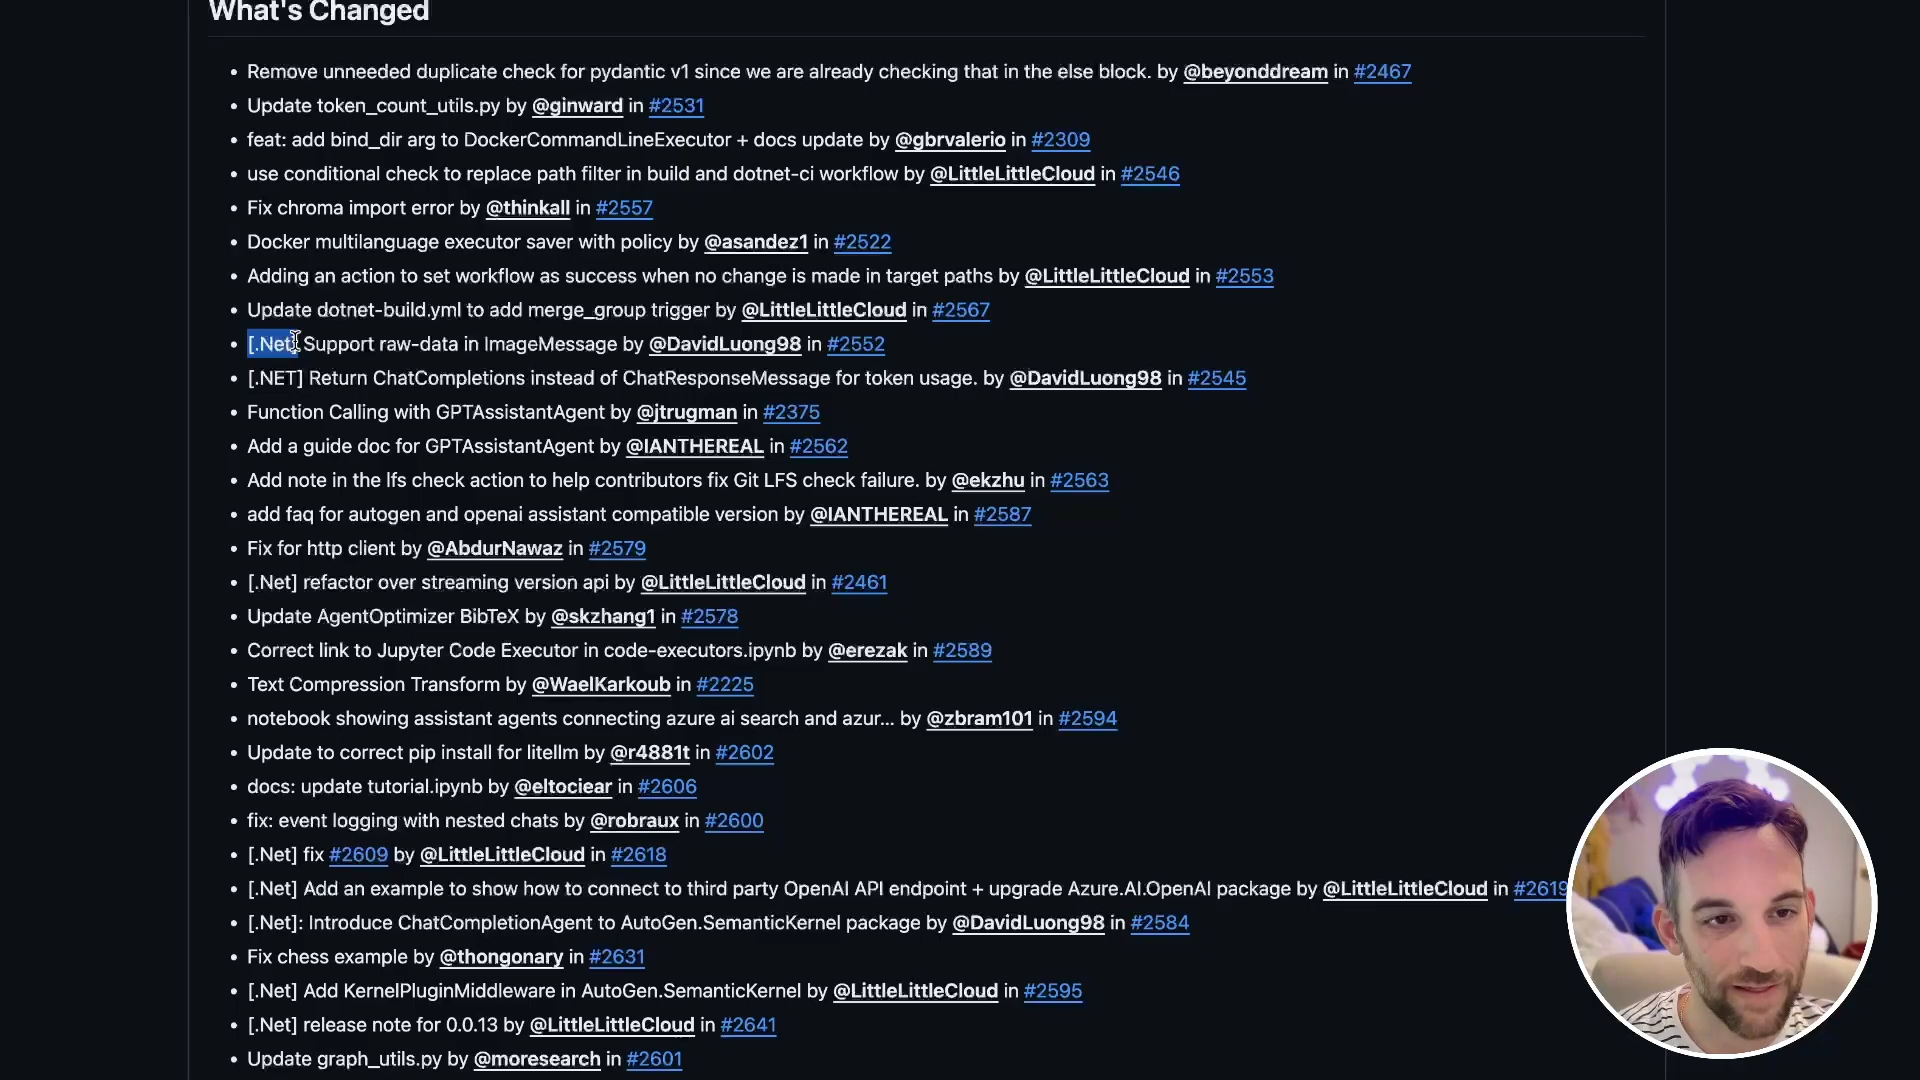 What's Changed
• Remove unneeded duplicate check for pydantic v1 since we are already checking that in the else block. by @beyonddream in #2467
• Update token_count_utils.py by @ginward in #2531
• feat: add bind_dir arg to DockerCommandLineExecutor + docs update by @gbrvalerio in #2309
• use conditional check to replace path filter in build and dotnet-ci workflow by @LittleLittleCloud in #2546
• Fix chroma import error by @thinkall in #2557
• Docker multilanguage executor saver with policy by @asandez1 in #2522
• Adding an action to set workflow as success when no change is made in target paths by @LittleLittleCloud in #2553
• Update dotnet-build.yml to add merge_group trigger by @LittleLittleCloud in #2567
• [.Net] Support raw-data in ImageMessage by @DavidLuong98 in #2552
• [.NET] Return ChatCompletions instead of ChatResponseMessage for token usage. by @DavidLuong98 in #2545
• Function Calling with GPTAssistantAgent by @jtrugman in #2375
• Add a guide doc for GPTAssistantAgent by @IANTHEREAL in #2562
• Add note in the lfs check action to help contributors fix Git LFS check failure. by @ekzhu in #2563
• add faq for autogen and openai assistant compatible version by @IANTHEREAL in #2587
• Fix for http client by @AbdurNawaz in #2579
• [.Net] refactor over streaming version api by @LittleLittleCloud in #2461
• Update AgentOptimizer BibTeX by @skzhang1 in #2578
• Correct link to Jupyter Code Executor in code-executors.ipynb by @erezak in #2589
• Text Compression Transform by @WaelKarkoub in #2225
• notebook showing assistant agents connecting azure ai search and azur... by @zbram101 in #2594
• Update to correct pip install for litellm by @r4881t in #2602
• docs: update tutorial.ipynb by @eltociear in #2606
• fix: event logging with nested chats by @robraux in #2600
• [.Net] fix #2609 by @LittleLittleCloud in #2618
• [.Net] Add an example to show how to connect to third party OpenAI API endpoint + upgrade Azure.AI.OpenAI package by @LittleLittleCloud in #2619
• [.Net]: Introduce ChatCompletionAgent to AutoGen.SemanticKernel package by @DavidLuong98 in #2584
• Fix chess example by @thongonary in #2631
• [.Net] Add KernelPluginMiddleware in AutoGen.SemanticKernel by @LittleLittleCloud in #2595
• [.Net] release note for 0.0.13 by @LittleLittleCloud in #2641
• Update graph_utils.py by @moresearch in #2601